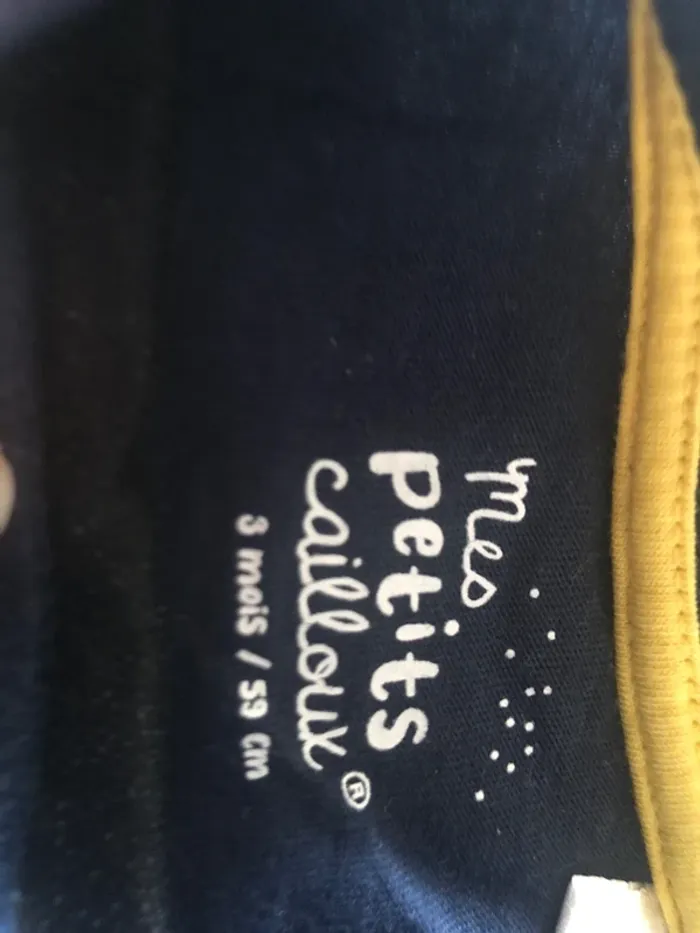 mes
petits
cailloux®
3 mois / 59 cm